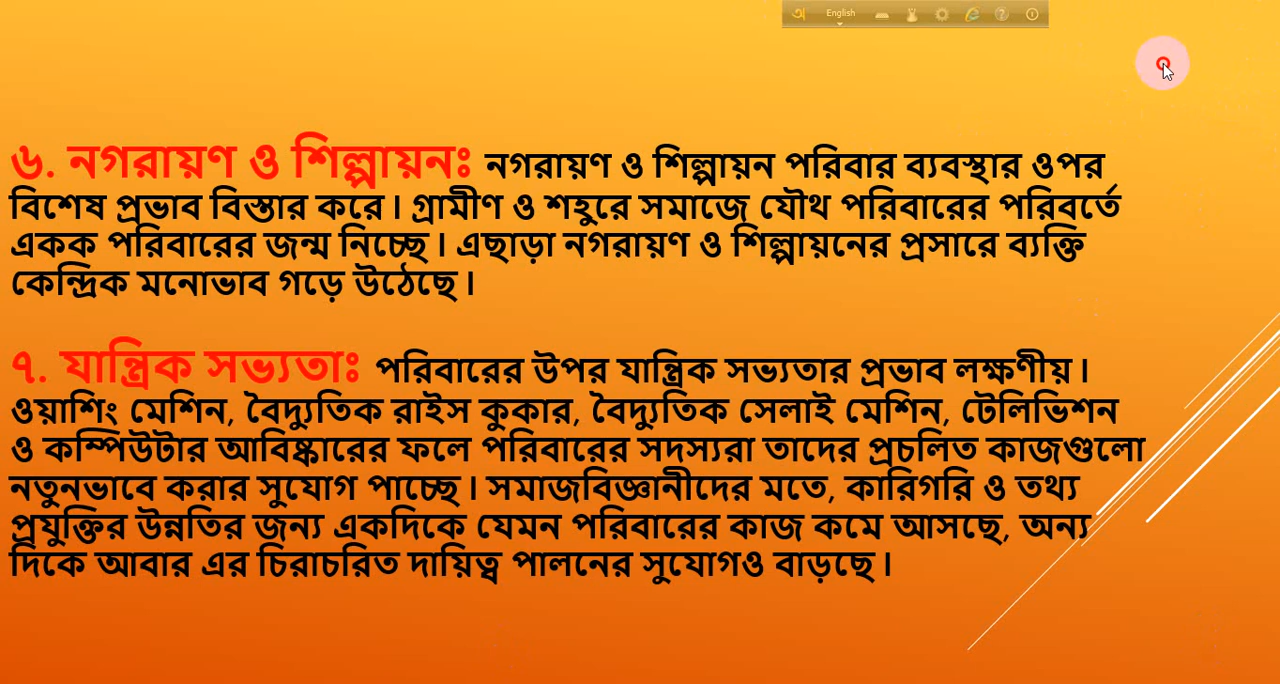 অ English
৬. নগরায়ণ ও শিল্পায়নঃ নগরায়ণ ও শিল্পায়ন পরিবার ব্যবস্থার ওপর
বিশেষ প্রভাব বিস্তার করে। গ্রামীণ ও শহুরে সমাজে যৌথ পরিবারের পরিবর্তে
একক পরিবারের জন্ম নিচ্ছে। এছাড়া নগরায়ণ ও শিল্পায়নের প্রসারে ব্যক্তি
কেন্দ্রিক মনোভাব গড়ে উঠেছে।
৭. যান্ত্রিক সভ্যতাঃ পরিবারের উপর যান্ত্রিক সভ্যতার প্রভাব লক্ষণীয়।
ওয়াশিং মেশিন, বৈদ্যুতিক রাইস কুকার, বৈদ্যুতিক সেলাই মেশিন, টেলিভিশন
ও কম্পিউটার আবিষ্কারের ফলে পরিবারের সদস্যরা তাদের প্রচলিত কাজগুলো
নতুনভাবে করার সুযোগ পাচ্ছে। সমাজবিজ্ঞানীদের মতে, কারিগরি ও তথ্য
প্রযুক্তির উন্নতির জন্য একদিকে যেমন পরিবারের কাজ কমে আসছে, অন্য
দিকে আবার এর চিরাচরিত দায়িত্ব পালনের সুযোগও বাড়ছে।